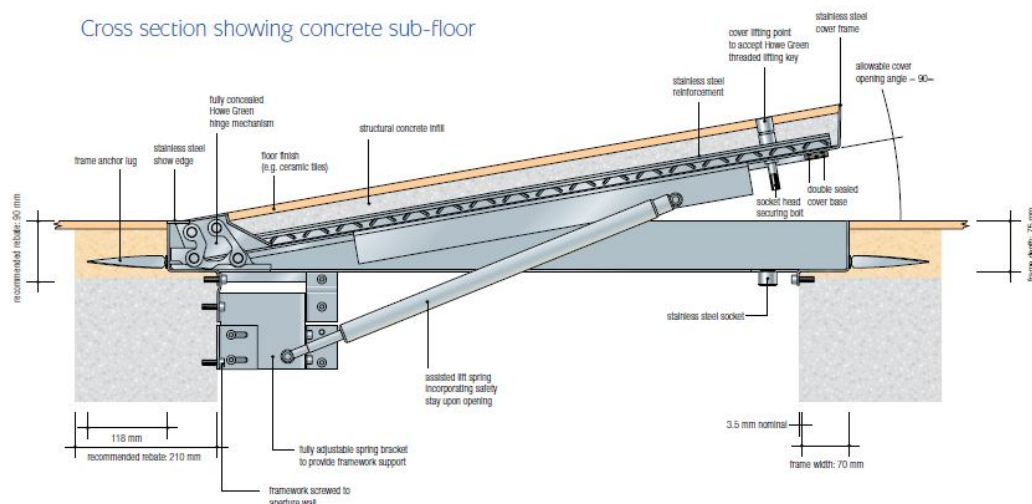 Cross section showing concrete sub-floor
stainless steel
cover frame
cover lifting point
to accept Howe Green
threaded lifting key
allowable cover
opening angle – 90–
stainless steel
reinforcement
fully concealed
Howe Green
hinge mechanism
structural concrete infill
frame anchor lug
stainless steel
show edge
floor finish
(e.g. ceramic tiles)
socket head
securing bolt
double sealed
cover base
recommended rebate: 90 mm
frame depth: 75 mm
stainless steel socket
assisted lift spring
incorporating safety
stay upon opening
3.5 mm nominal
118 mm
recommended rebate: 210 mm
fully adjustable spring bracket
to provide framework support
frame width: 70 mm
framework screwed to
aperture wall